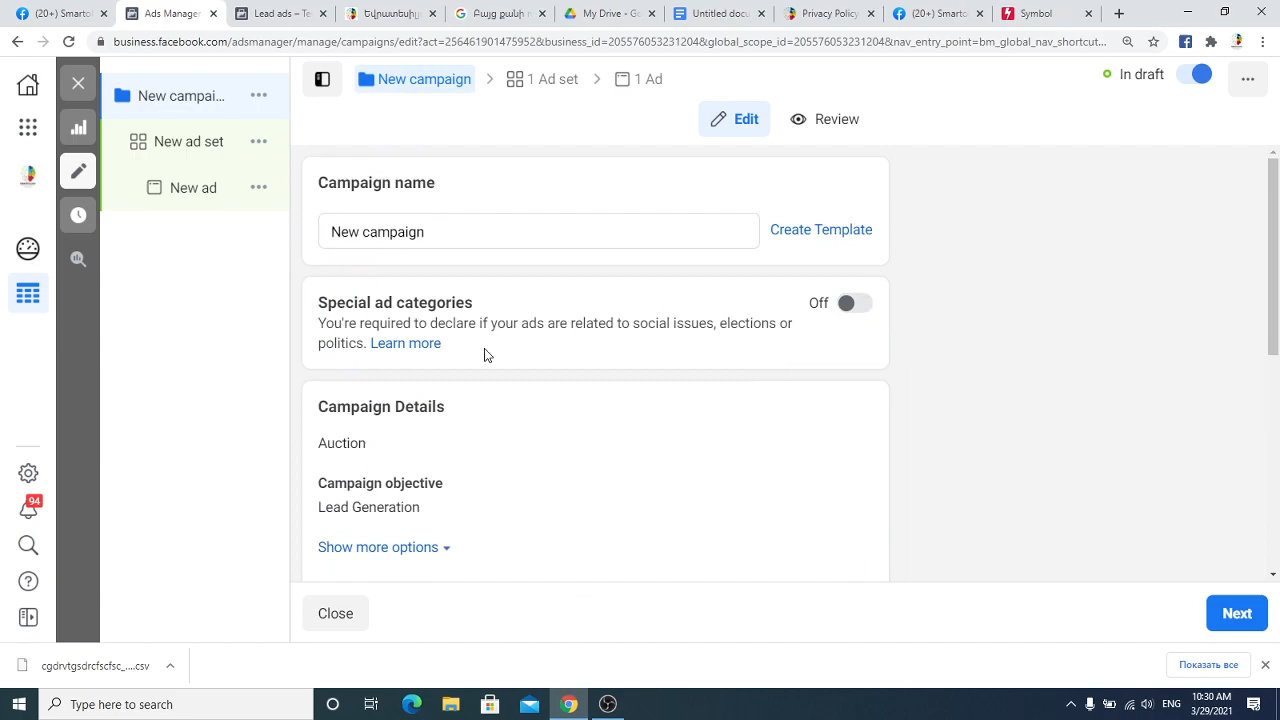 (20+) Smarto
Ads Manager
Lead ads – Te
Google
(20+) Smarto
My Drive - G
Untitled docu
Privacy Policy
Symbol
business.facebook.com/adsmanager/manage/campaigns/edit?act=256461901475952&business_id=205576053231204&global_scope_id=205576053231204&nav_entry_point=bm_global_nav_shortcut...
New campai...
New ad set
New ad
New campaign
1 Ad set
1 Ad
In draft
Edit
Review
Campaign name
New campaign
Create Template
Special ad categories
Off
You're required to declare if your ads are related to social issues, elections or
politics. Learn more
Campaign Details
Auction
Campaign objective
Lead Generation
Show more options
94
Close
Next
cgdrvtgsdrcfscfsc_....csv
Показать все
Type here to search
ENG
10:30 AM
3/29/2021